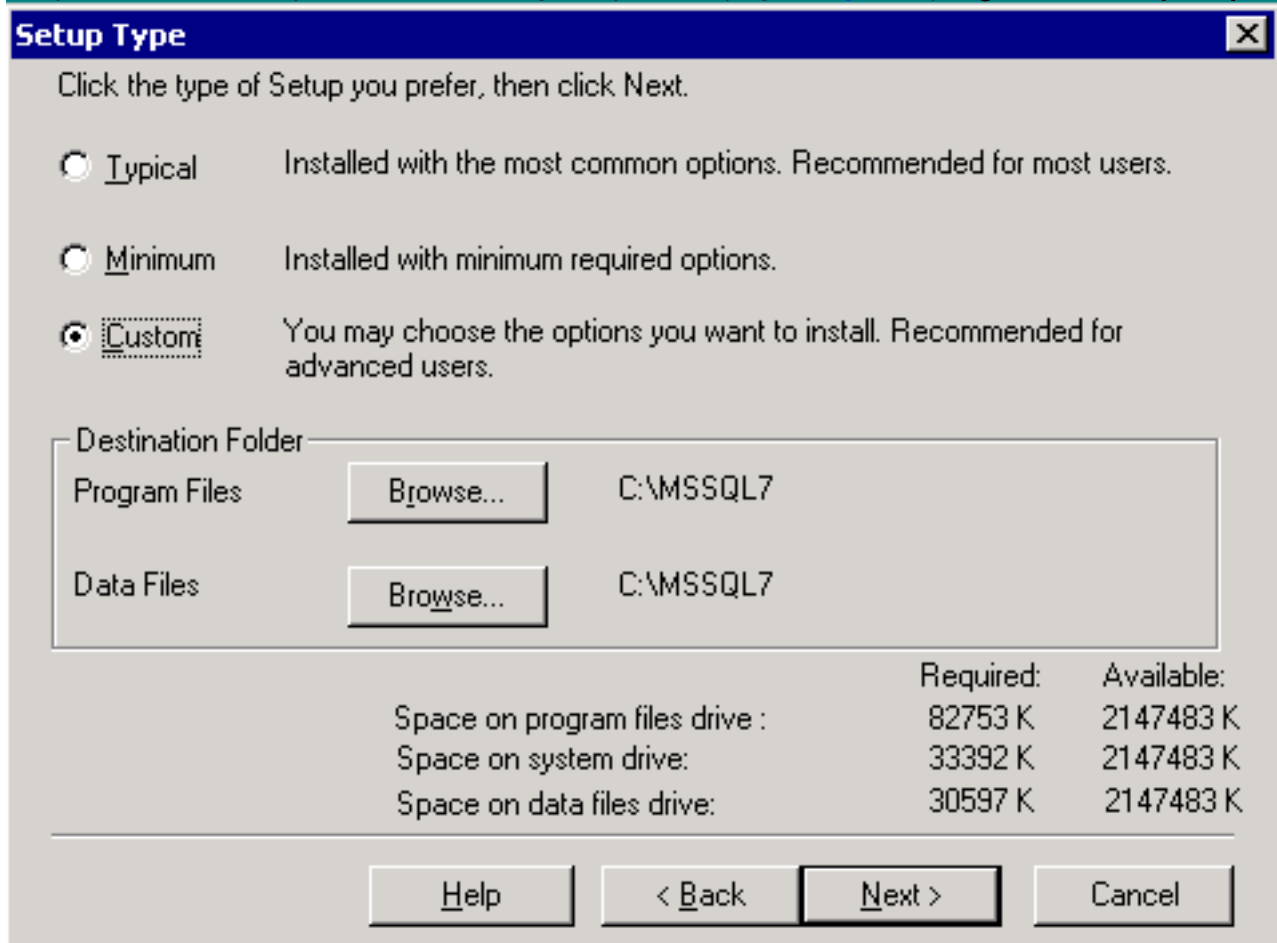 Setup Type
Click the type of Setup you prefer, then click Next.
Typical Installed with the most common options. Recommended for most users.
Minimum Installed with minimum required options.
Custom You may choose the options you want to install. Recommended for
advanced users.
Destination Folder
Program Files Browse... C:\MSSQL7
Data Files Browse... C:\MSSQL7
Required: Available:
Space on program files drive : 82753 K 2147483 K
Space on system drive: 33392 K 2147483 K
Space on data files drive: 30597 K 2147483 K
Help < Back Next > Cancel